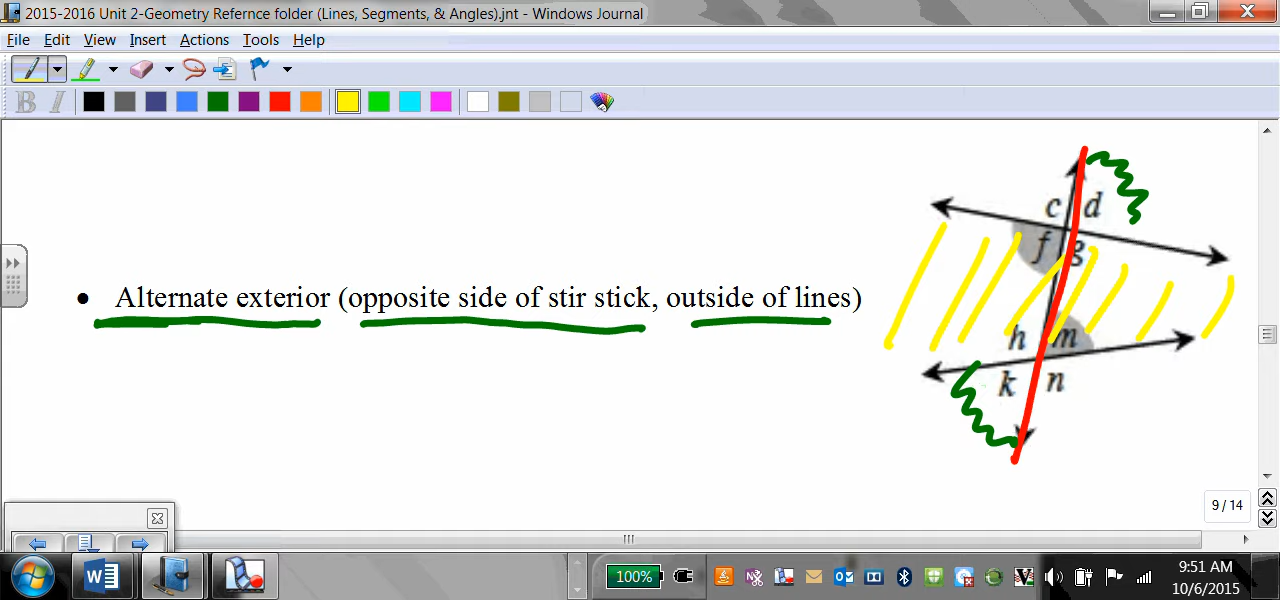 2015-2016 Unit 2-Geometry Refernce folder (Lines, Segments, & Angles).jnt - Windows Journal
File Edit View Insert Actions Tools Help
B I
c d
f g
• Alternate exterior (opposite side of stir stick, outside of lines)
h m
k n
9 / 14
W 100% 9:51 AM
10/6/2015